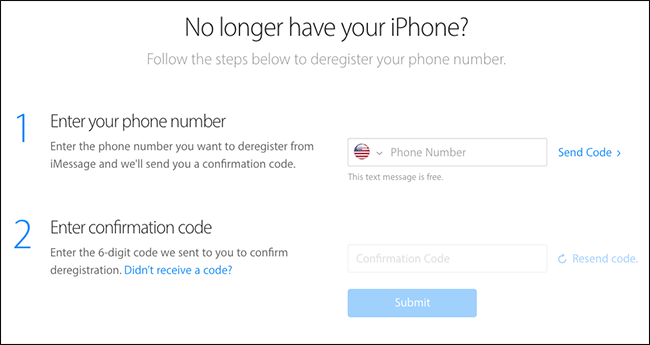 No longer have your iPhone?
Follow the steps below to deregister your phone number.
1
Enter your phone number
Enter the phone number you want to deregister from
iMessage and we'll send you a confirmation code.
Phone Number
Send Code >
This text message is free.
2
Enter confirmation code
Enter the 6-digit code we sent to you to confirm
deregistration. Didn't receive a code?
Confirmation Code
Resend code.
Submit